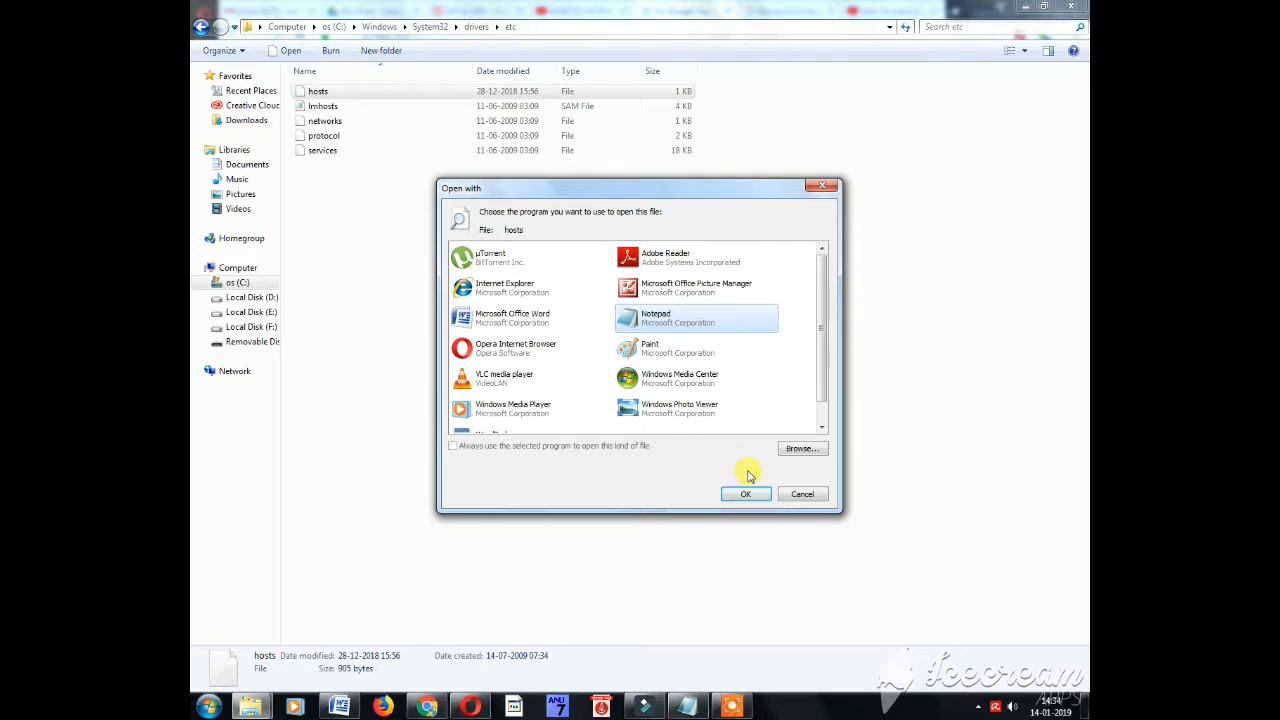 Computer ▸ os (C:) ▸ Windows ▸ System32 ▸ drivers ▸ etc
Search etc
Organize ▾ Open Burn New folder
Name Date modified Type Size
hosts 28-12-2018 15:56 File 1 KB
lmhosts 11-06-2009 03:09 SAM File 4 KB
networks 11-06-2009 03:09 File 1 KB
protocol 11-06-2009 03:09 File 2 KB
services 11-06-2009 03:09 File 18 KB
Favorites
Recent Places
Creative Cloud
Downloads
Libraries
Documents
Music
Pictures
Videos
Homegroup
Computer
os (C:)
Local Disk (D:)
Local Disk (E:)
Local Disk (F:)
Removable Dis
Network
Open with
Choose the program you want to use to open this file:
File: hosts
µTorrent
BitTorrent Inc.
Adobe Reader
Adobe Systems Incorporated
Internet Explorer
Microsoft Corporation
Microsoft Office Picture Manager
Microsoft Corporation
Microsoft Office Word
Microsoft Corporation
Notepad
Microsoft Corporation
Opera Internet Browser
Opera Software
Paint
Microsoft Corporation
VLC media player
VideoLAN
Windows Media Center
Microsoft Corporation
Windows Media Player
Microsoft Corporation
Windows Photo Viewer
Microsoft Corporation
Always use the selected program to open this kind of file
Browse...
OK Cancel
hosts Date modified: 28-12-2018 15:56 Date created: 14-07-2009 07:34
File Size: 905 bytes
Icecream
APPS
ANU
7
14:34
14-01-2019